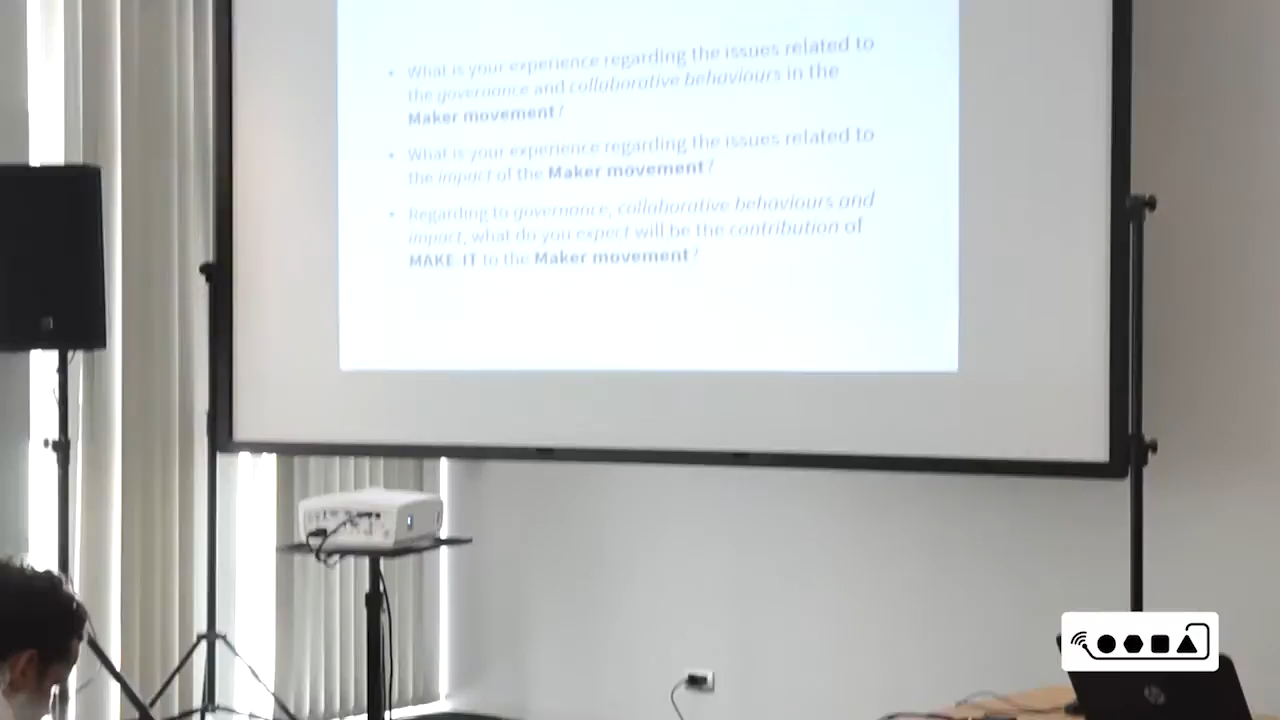 • What is your experience regarding the issues related to
the governance and collaborative behaviours in the
Maker movement?
• What is your experience regarding the issues related to
the impact of the Maker movement?
• Regarding to governance, collaborative behaviours and
impact, what do you expect will be the contribution of
MAKE-IT to the Maker movement?
hp